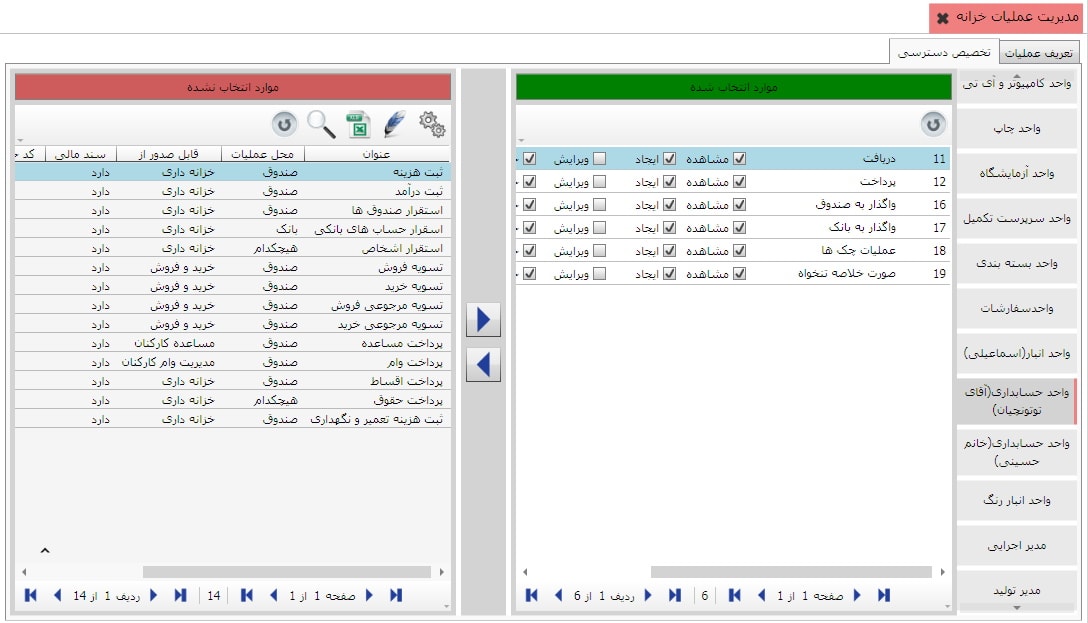 مدیریت عملیات خزانه
تعریف عملیات
تخصیص دسترسی
واحد کامپیوتر و آی تی
واحد چاپ
واحد آزمایشگاه
واحد سرپرست تکمیل
واحد بسته بندی
واحدسفارشات
واحد انبار(اسماعیلی)
واحد حسابداری(آقای
توتونچیان)
واحد حسابداری(خانم
حسینی)
واحد انبار رنگ
مدیر اجرایی
مدیر تولید
موارد انتخاب شده
11 دریافت مشاهده ایجاد ویرایش
12 پرداخت مشاهده ایجاد ویرایش
16 واگذار به صندوق مشاهده ایجاد ویرایش
17 واگذار به بانک مشاهده ایجاد ویرایش
18 عملیات چک ها مشاهده ایجاد ویرایش
19 صورت خلاصه تنخواه مشاهده ایجاد ویرایش
صفحه 1 از 1 6 ردیف 1 از 6
موارد انتخاب نشده
عنوان محل عملیات قابل صدور از سند مالی کد
ثبت هزینه صندوق خزانه داری دارد
ثبت درآمد صندوق خزانه داری دارد
استقرار صندوق ها صندوق خزانه داری دارد
اسقرار حساب های بانکی بانک خزانه داری دارد
استقرار اشخاص هیچکدام خزانه داری دارد
تسویه فروش صندوق خرید و فروش دارد
تسویه خرید صندوق خرید و فروش دارد
تسویه مرجوعی فروش صندوق خرید و فروش دارد
تسویه مرجوعی خرید صندوق خرید و فروش دارد
پرداخت مساعده صندوق مساعده کارکنان دارد
پرداخت وام صندوق مدیریت وام کارکنان دارد
پرداخت اقساط صندوق خزانه داری دارد
پرداخت حقوق هیچکدام خزانه داری دارد
ثبت هزینه تعمیر و نگهداری صندوق خزانه داری دارد
صفحه 1 از 1 14 ردیف 1 از 14